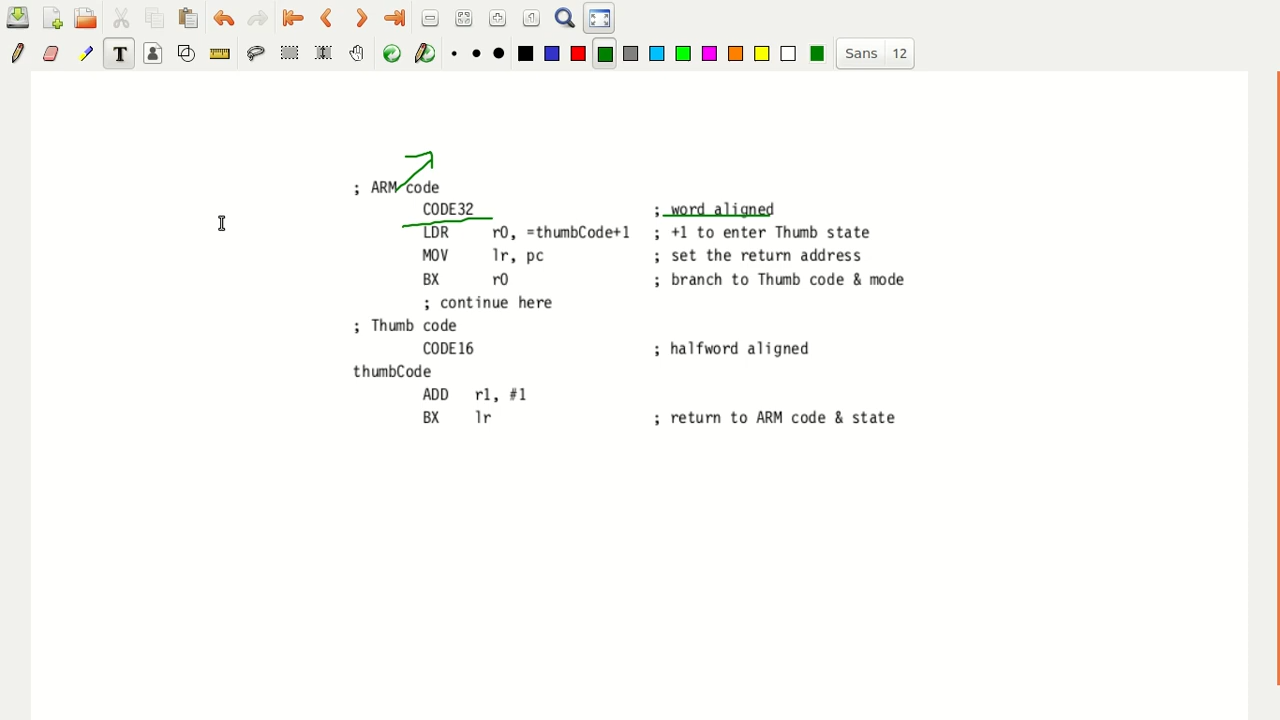 Sans 12
; ARM code
CODE32 ; word aligned
LDR r0, =thumbCode+1 ; +1 to enter Thumb state
MOV lr, pc ; set the return address
BX r0 ; branch to Thumb code & mode
; continue here
; Thumb code
CODE16 ; halfword aligned
thumbCode
ADD r1, #1
BX lr ; return to ARM code & state